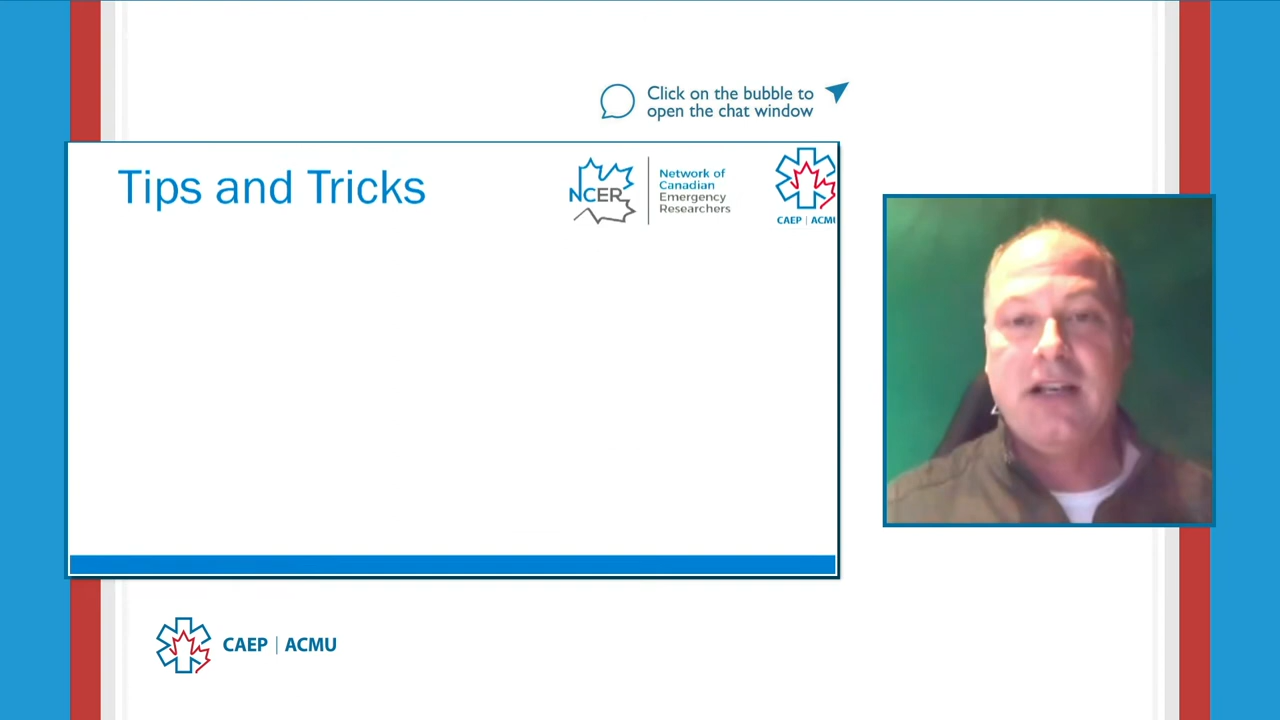 Click on the bubble to
open the chat window
Tips and Tricks
NCER
Network of
Canadian
Emergency
Researchers
CAEP | ACMU
CAEP | ACMU